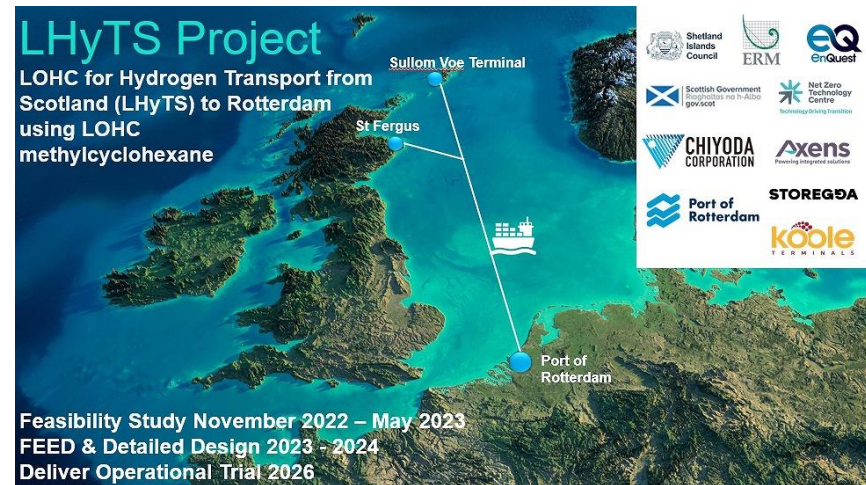 LHyTS Project
LOHC for Hydrogen Transport from
Scotland (LHyTS) to Rotterdam
using LOHC
methylcyclohexane
Sullom Voe Terminal
St Fergus
Port of
Rotterdam
Feasibility Study November 2022 – May 2023
FEED & Detailed Design 2023 - 2024
Deliver Operational Trial 2026
Shetland
Islands
Council
ERM
EnQuest
Scottish Government
Riaghaltas na h-Alba
gov.scot
Net Zero
Technology
Centre
Technology Driving Transition
CHIYODA
CORPORATION
Axens
Powering integrated solutions
Port of
Rotterdam
STOREGGA
koole
TERMINALS